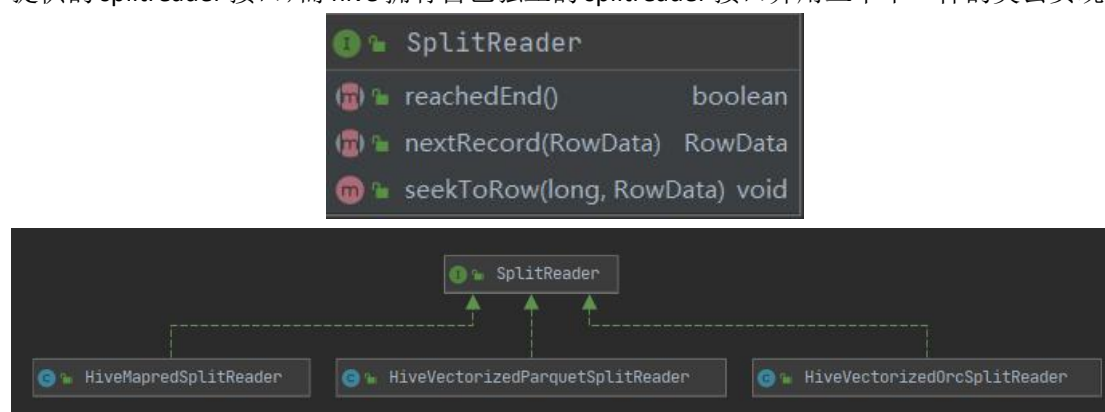 SplitReader
reachedEnd() boolean
nextRecord(RowData) RowData
seekToRow(long, RowData) void
SplitReader
HiveMapredSplitReader
HiveVectorizedParquetSplitReader
HiveVectorizedOrcSplitReader